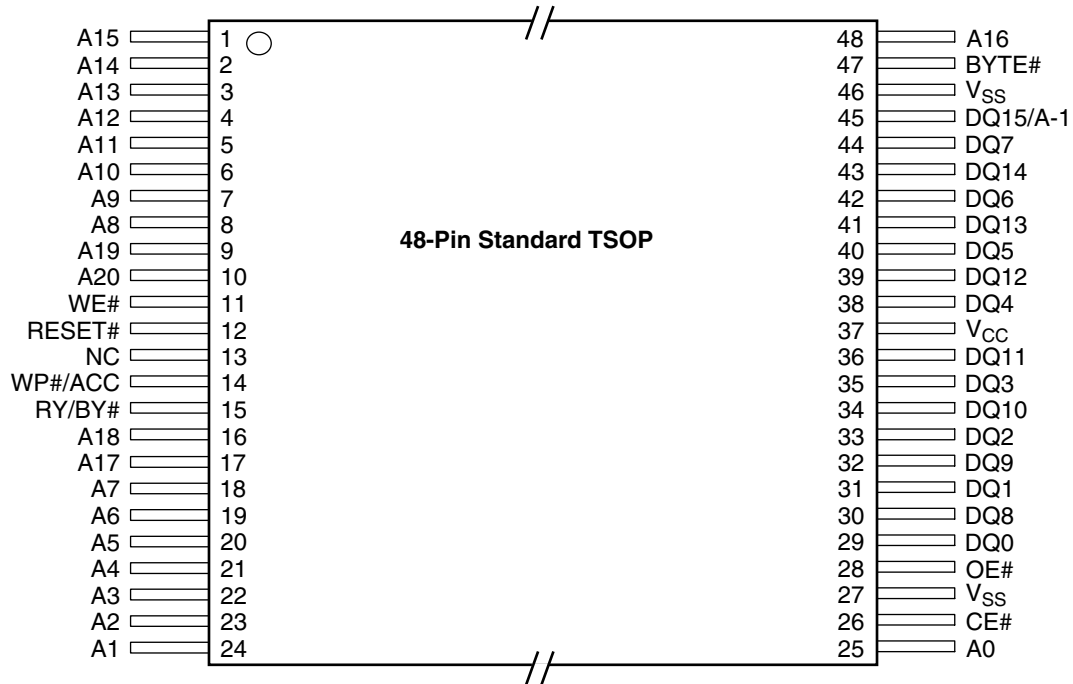 A15 1 48 A16
A14 2 47 BYTE#
A13 3 46 VSS
A12 4 45 DQ15/A-1
A11 5 44 DQ7
A10 6 43 DQ14
A9 7 42 DQ6
A8 8 41 DQ13
48-Pin Standard TSOP
A19 9 40 DQ5
A20 10 39 DQ12
WE# 11 38 DQ4
RESET# 12 37 VCC
NC 13 36 DQ11
WP#/ACC 14 35 DQ3
RY/BY# 15 34 DQ10
A18 16 33 DQ2
A17 17 32 DQ9
A7 18 31 DQ1
A6 19 30 DQ8
A5 20 29 DQ0
A4 21 28 OE#
A3 22 27 VSS
A2 23 26 CE#
A1 24 25 A0